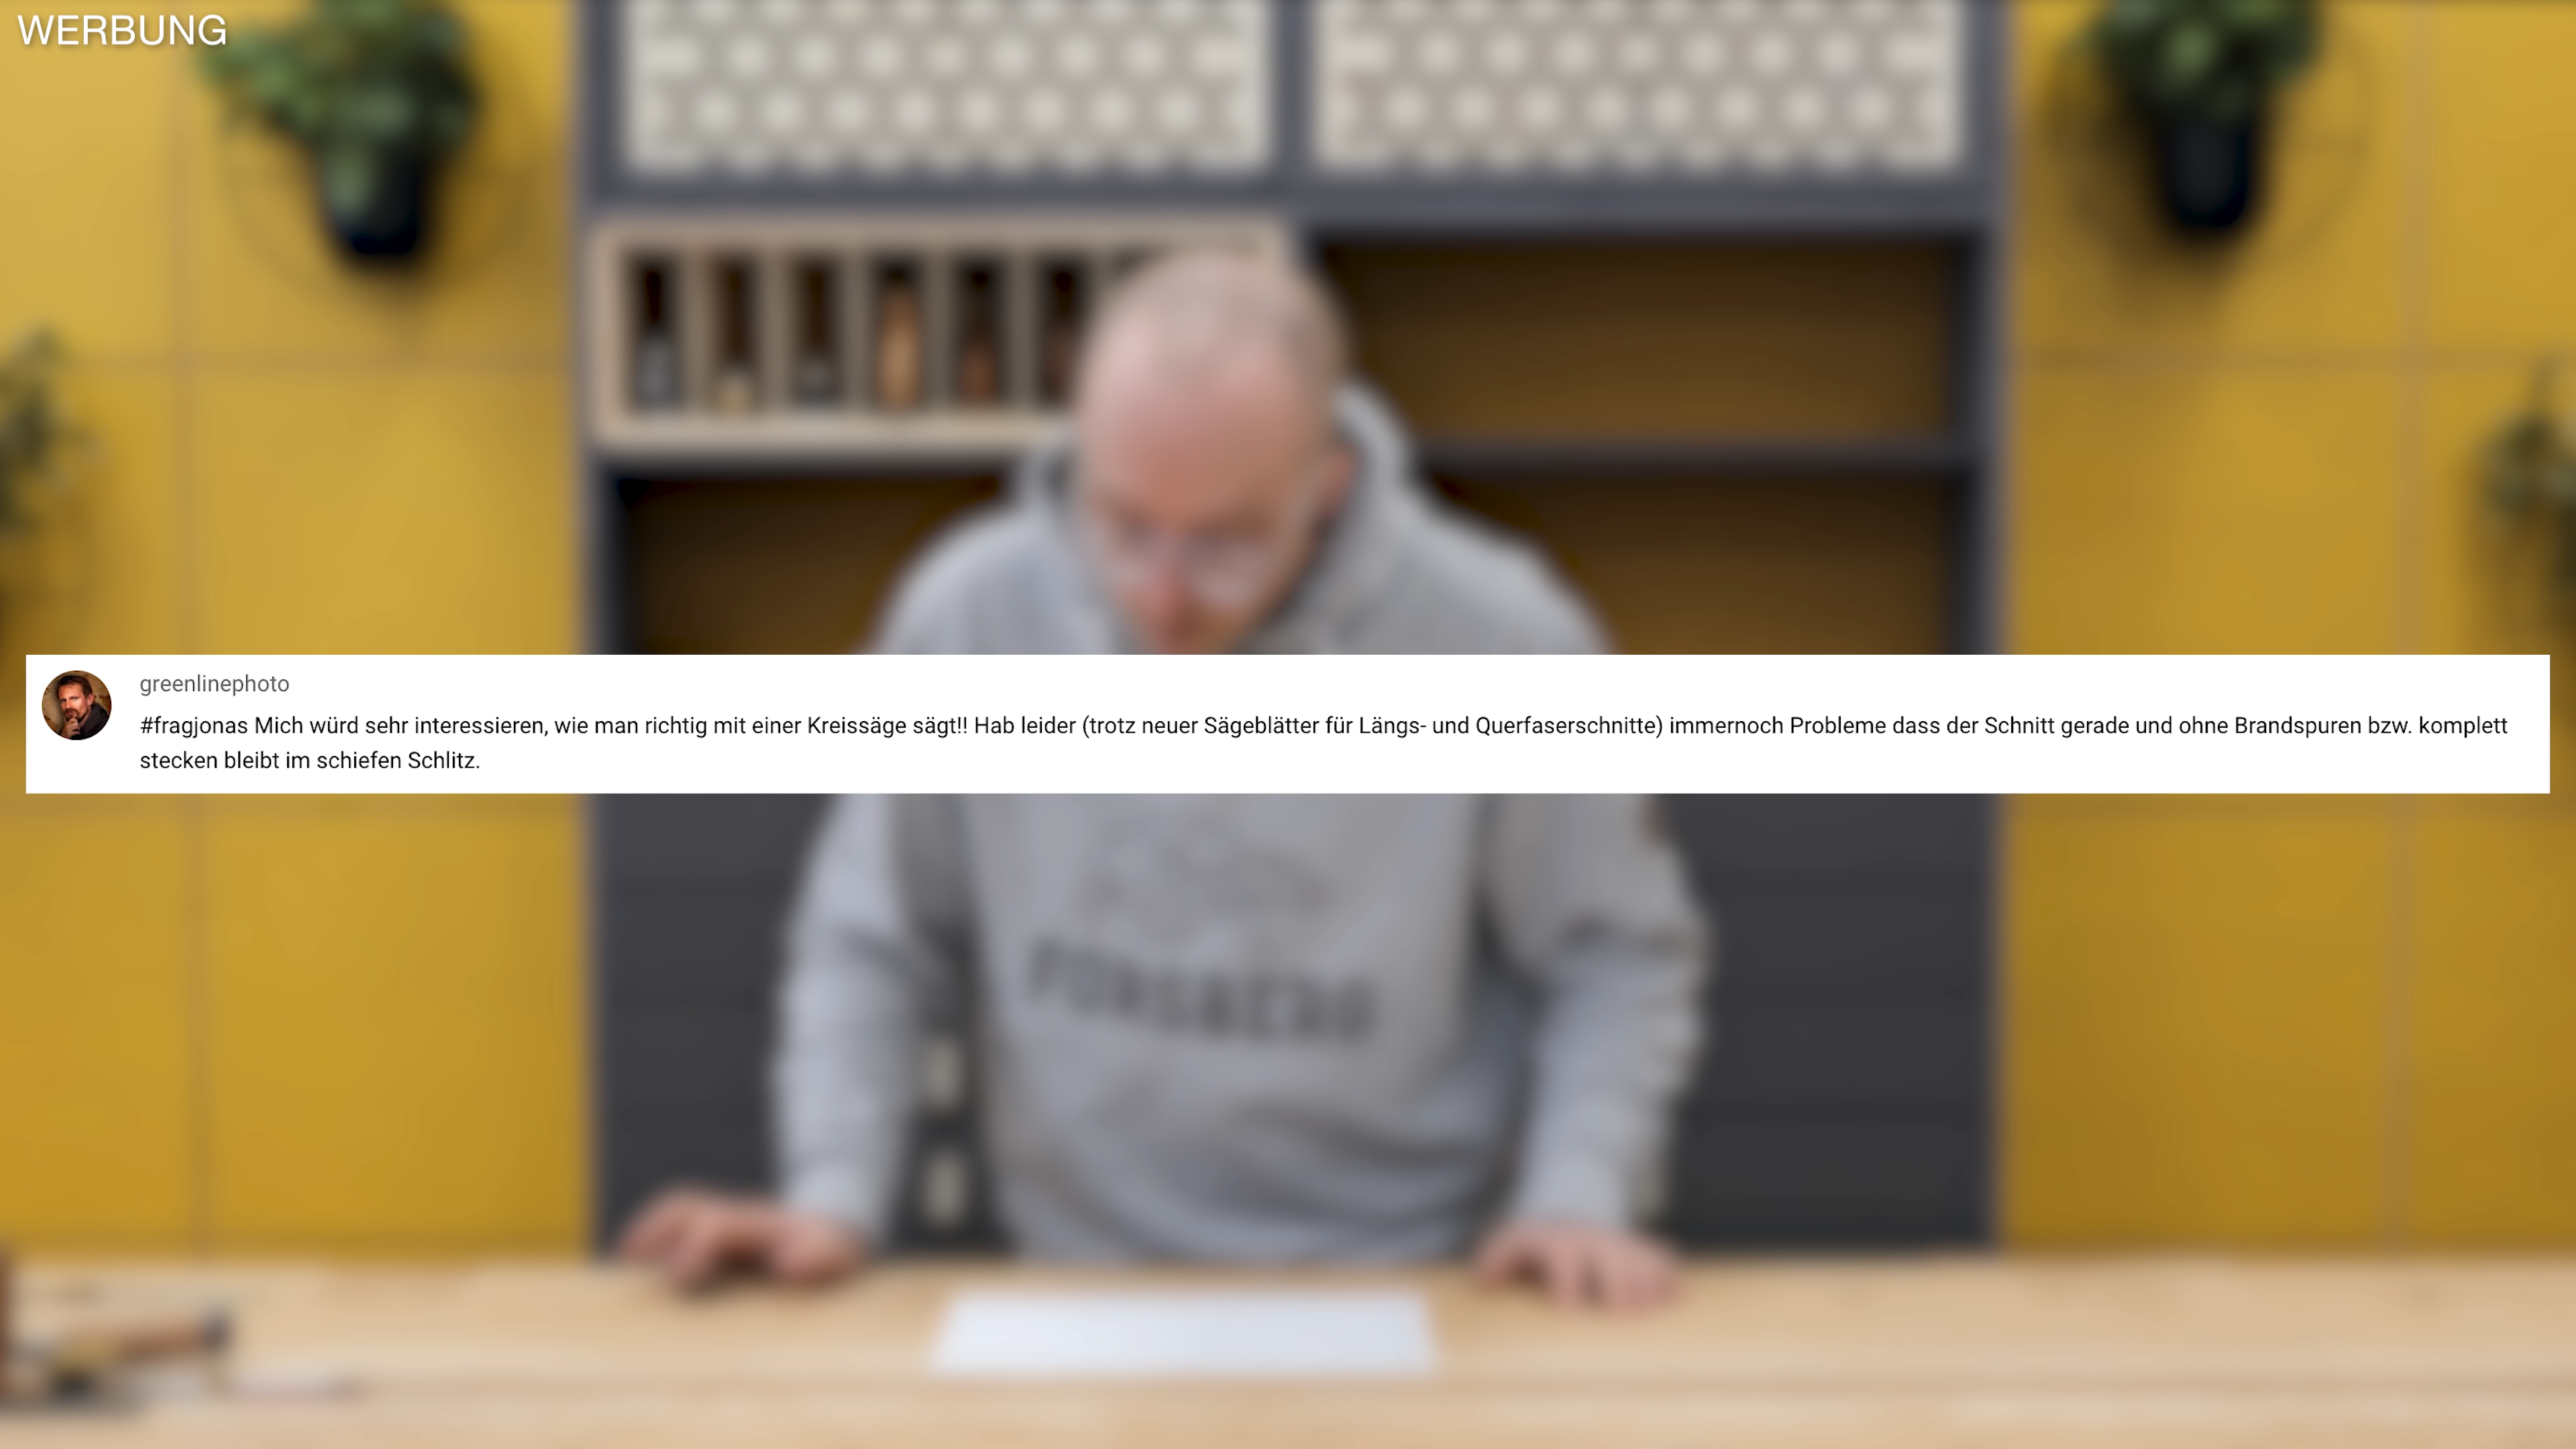 WERBUNG
greenlinephoto
#fragjonas Mich würd sehr interessieren, wie man richtig mit einer Kreissäge sägt!! Hab leider (trotz neuer Sägeblätter für Längs- und Querfaserschnitte) immernoch Probleme dass der Schnitt gerade und ohne Brandspuren bzw. komplett
stecken bleibt im schiefen Schlitz.
FORSBERG